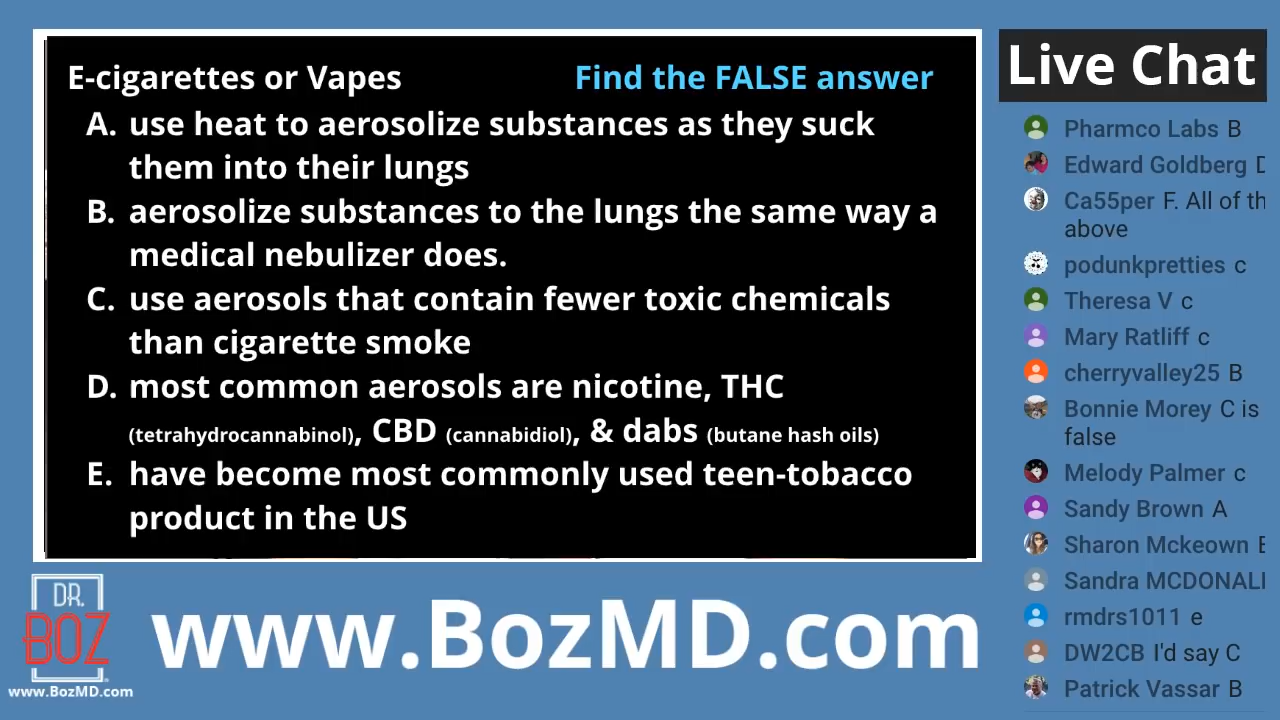 E-cigarettes or Vapes
Find the FALSE answer
A. use heat to aerosolize substances as they suck
them into their lungs
B. aerosolize substances to the lungs the same way a
medical nebulizer does.
C. use aerosols that contain fewer toxic chemicals
than cigarette smoke
D. most common aerosols are nicotine, THC
(tetrahydrocannabinol), CBD (cannabidiol), & dabs (butane hash oils)
E. have become most commonly used teen-tobacco
product in the US
DR.
BOZ
www.BozMD.com
www.BozMD.com
Live Chat
Pharmco Labs B
Edward Goldberg
Ca55per F. All of
above
podunkpretties c
Theresa V c
Mary Ratliff c
cherryvalley25 B
Bonnie Morey C is
false
Melody Palmer c
Sandy Brown A
Sharon Mckeown
Sandra
rmdrs1011 e
DW2CB I'd say C
Patrick Vassar B